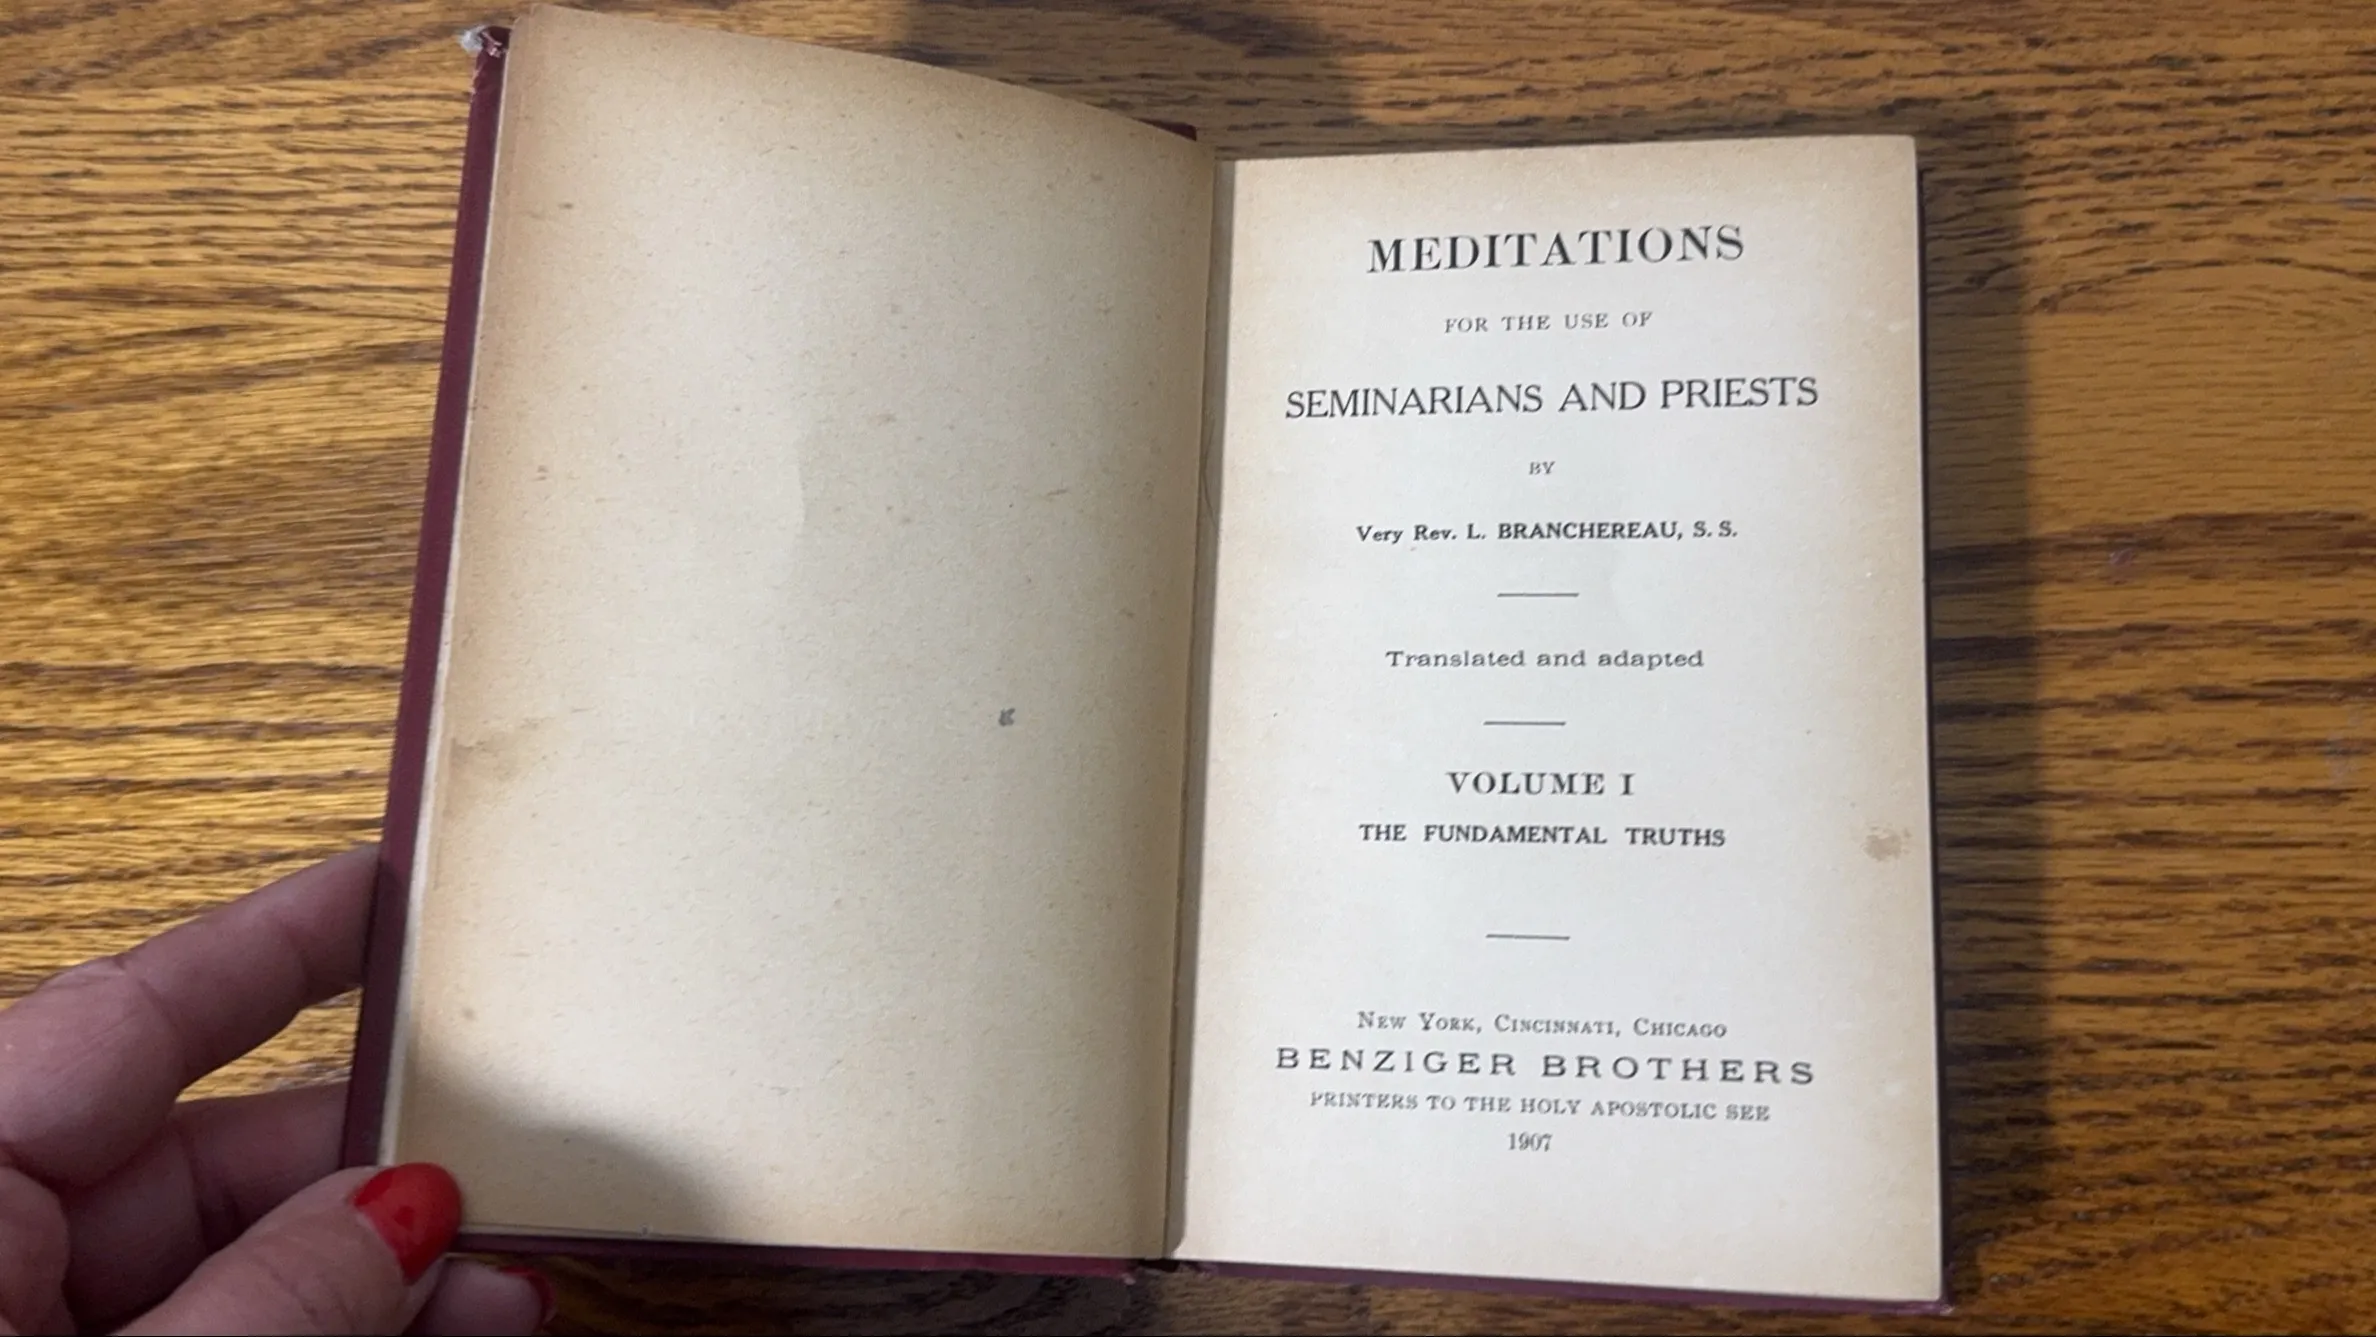 MEDITATIONS
FOR THE USE OF
SEMINARIANS AND PRIESTS
BY
Very Rev. L. BRANCHEREAU, S. S.
Translated and adapted
VOLUME I
THE FUNDAMENTAL TRUTHS
NEW YORK, CINCINNATI, CHICAGO
BENZIGER BROTHERS
PRINTERS TO THE HOLY APOSTOLIC SEE
1907